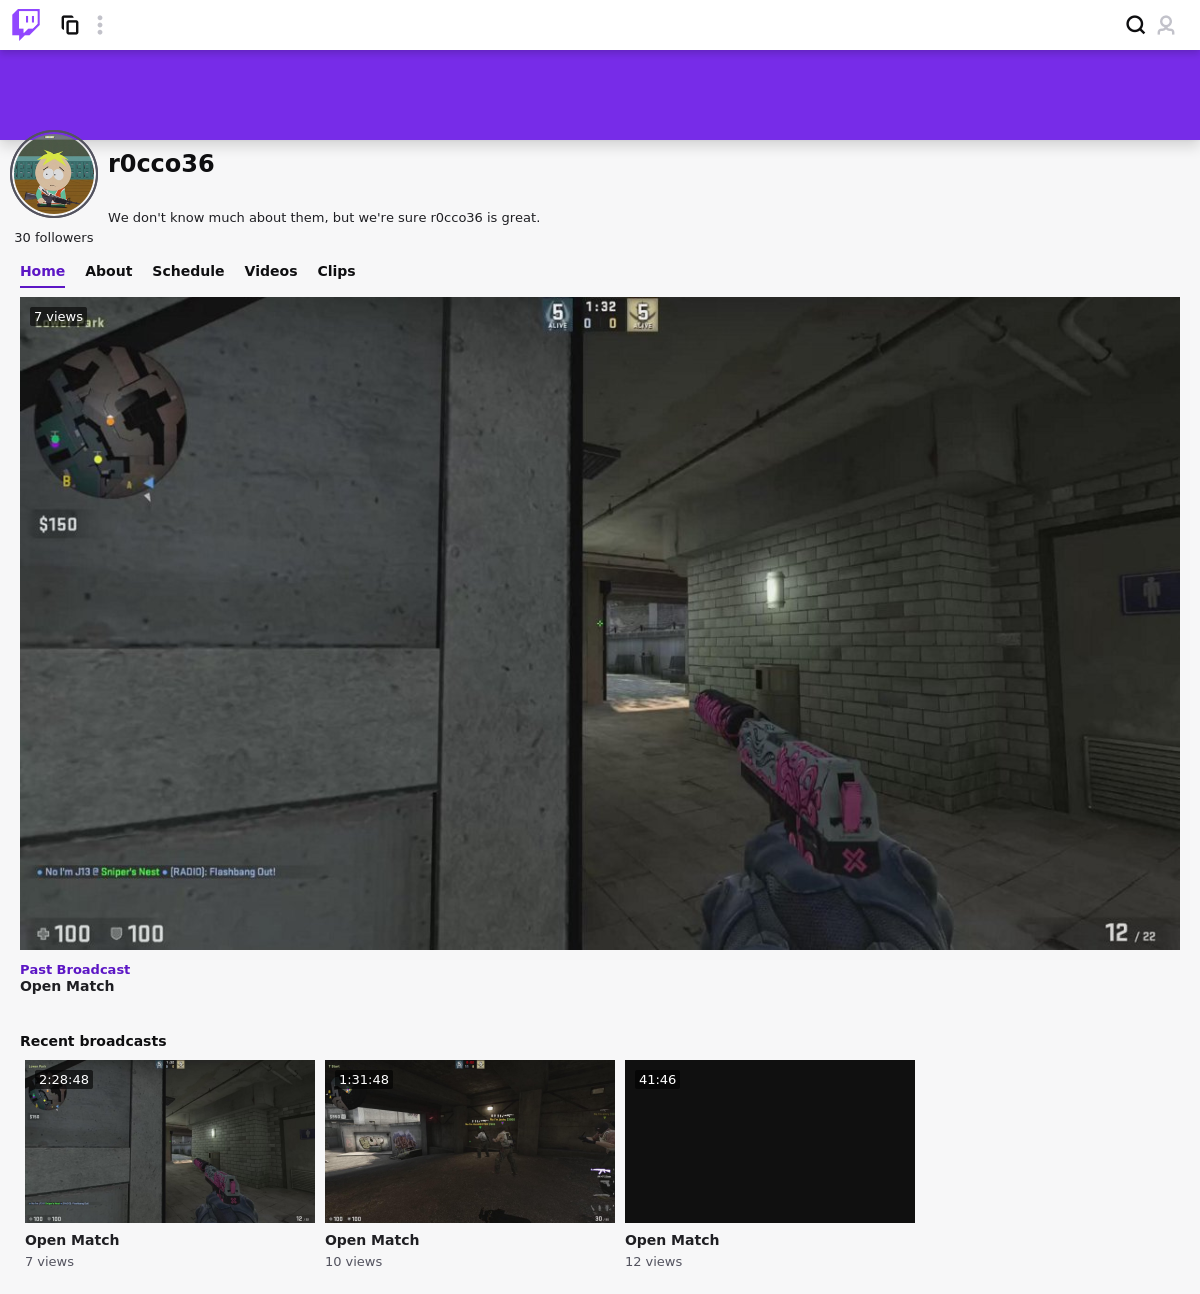 r0cco36
We don't know much about them, but we're sure r0cco36 is great.
30 followers
Home About Schedule Videos Clips
7 views
5 ALIVE 1:32 0 0 5 ALIVE
B
A
$150
No I'm J13 @ Sniper's Nest • (RADIO): Flashbang Out!
100 100
12 / 22
Past Broadcast
Open Match
Recent broadcasts
2:28:48 1:31:48 41:46
Open Match Open Match Open Match
7 views 10 views 12 views